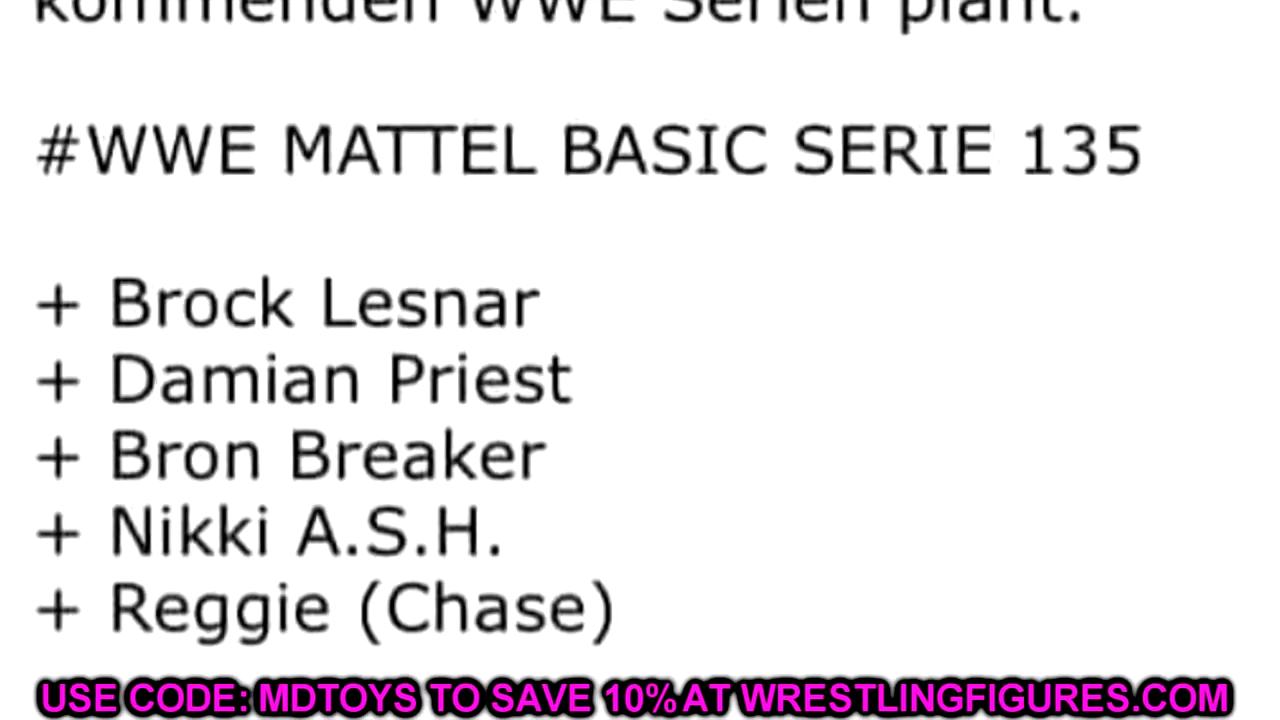 kommenden WWE Serien plant.
#WWE MATTEL BASIC SERIE 135
+ Brock Lesnar
+ Damian Priest
+ Bron Breaker
+ Nikki A.S.H.
+ Reggie (Chase)
USE CODE: MDTOYS TO SAVE 10% AT WRESTLINGFIGURES.COM